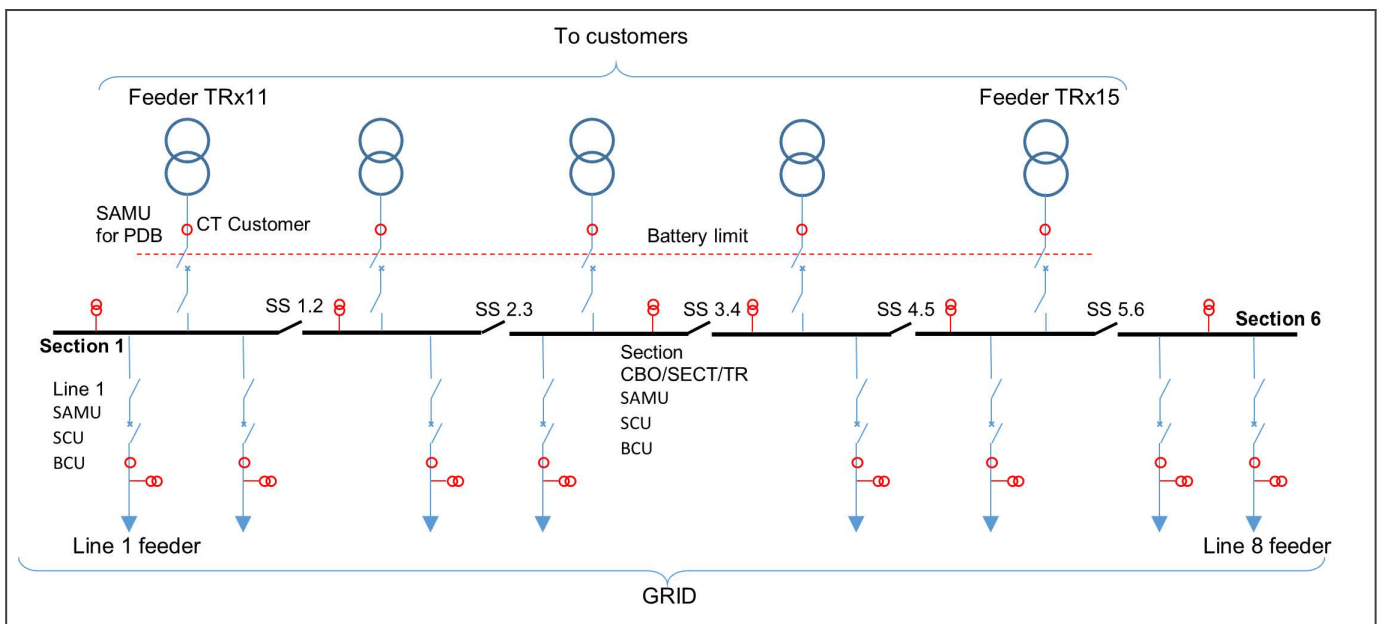 To customers
Feeder TRx11
Feeder TRx15
SAMU
for PDB
CT Customer
Battery limit
SS 1.2
SS 2.3
SS 3.4
SS 4.5
SS 5.6
Section 1
Section 6
Line 1
SAMU
SCU
BCU
Section
CBO/SECT/TR
SAMU
SCU
BCU
Line 1 feeder
Line 8 feeder
GRID